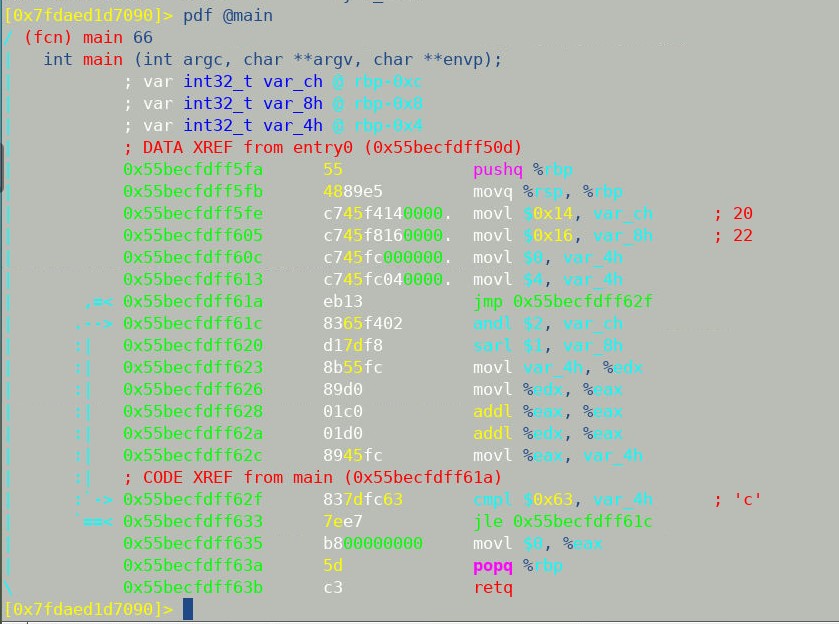 [0x7fdaed1d7090]> pdf @main
/ (fcn) main 66
|   int main (int argc, char **argv, char **envp);
|           ; var int32_t var_ch @ rbp-0xc
|           ; var int32_t var_8h @ rbp-0x8
|           ; var int32_t var_4h @ rbp-0x4
|           ; DATA XREF from entry0 (0x55becfdff50d)
|           0x55becfdff5fa      55             pushq %rbp
|           0x55becfdff5fb      4889e5         movq %rsp, %rbp
|           0x55becfdff5fe      c745f4140000.  movl $0x14, var_ch      ; 20
|           0x55becfdff605      c745f8160000.  movl $0x16, var_8h      ; 22
|           0x55becfdff60c      c745fc000000.  movl $0, var_4h
|           0x55becfdff613      c745fc040000.  movl $4, var_4h
|       ,=< 0x55becfdff61a      eb13           jmp 0x55becfdff62f
|      .--> 0x55becfdff61c      8365f402       andl $2, var_ch
|      :|   0x55becfdff620      d17df8         sarl $1, var_8h
|      :|   0x55becfdff623      8b55fc         movl var_4h, %edx
|      :|   0x55becfdff626      89d0           movl %edx, %eax
|      :|   0x55becfdff628      01c0           addl %eax, %eax
|      :|   0x55becfdff62a      01d0           addl %edx, %eax
|      :|   0x55becfdff62c      8945fc         movl %eax, var_4h
|      :|   ; CODE XREF from main (0x55becfdff61a)
|      :`-> 0x55becfdff62f      837dfc63       cmpl $0x63, var_4h      ; 'c'
|      `==< 0x55becfdff633      7ee7           jle 0x55becfdff61c
|           0x55becfdff635      b800000000     movl $0, %eax
|           0x55becfdff63a      5d             popq %rbp
\           0x55becfdff63b      c3             retq
[0x7fdaed1d7090]>